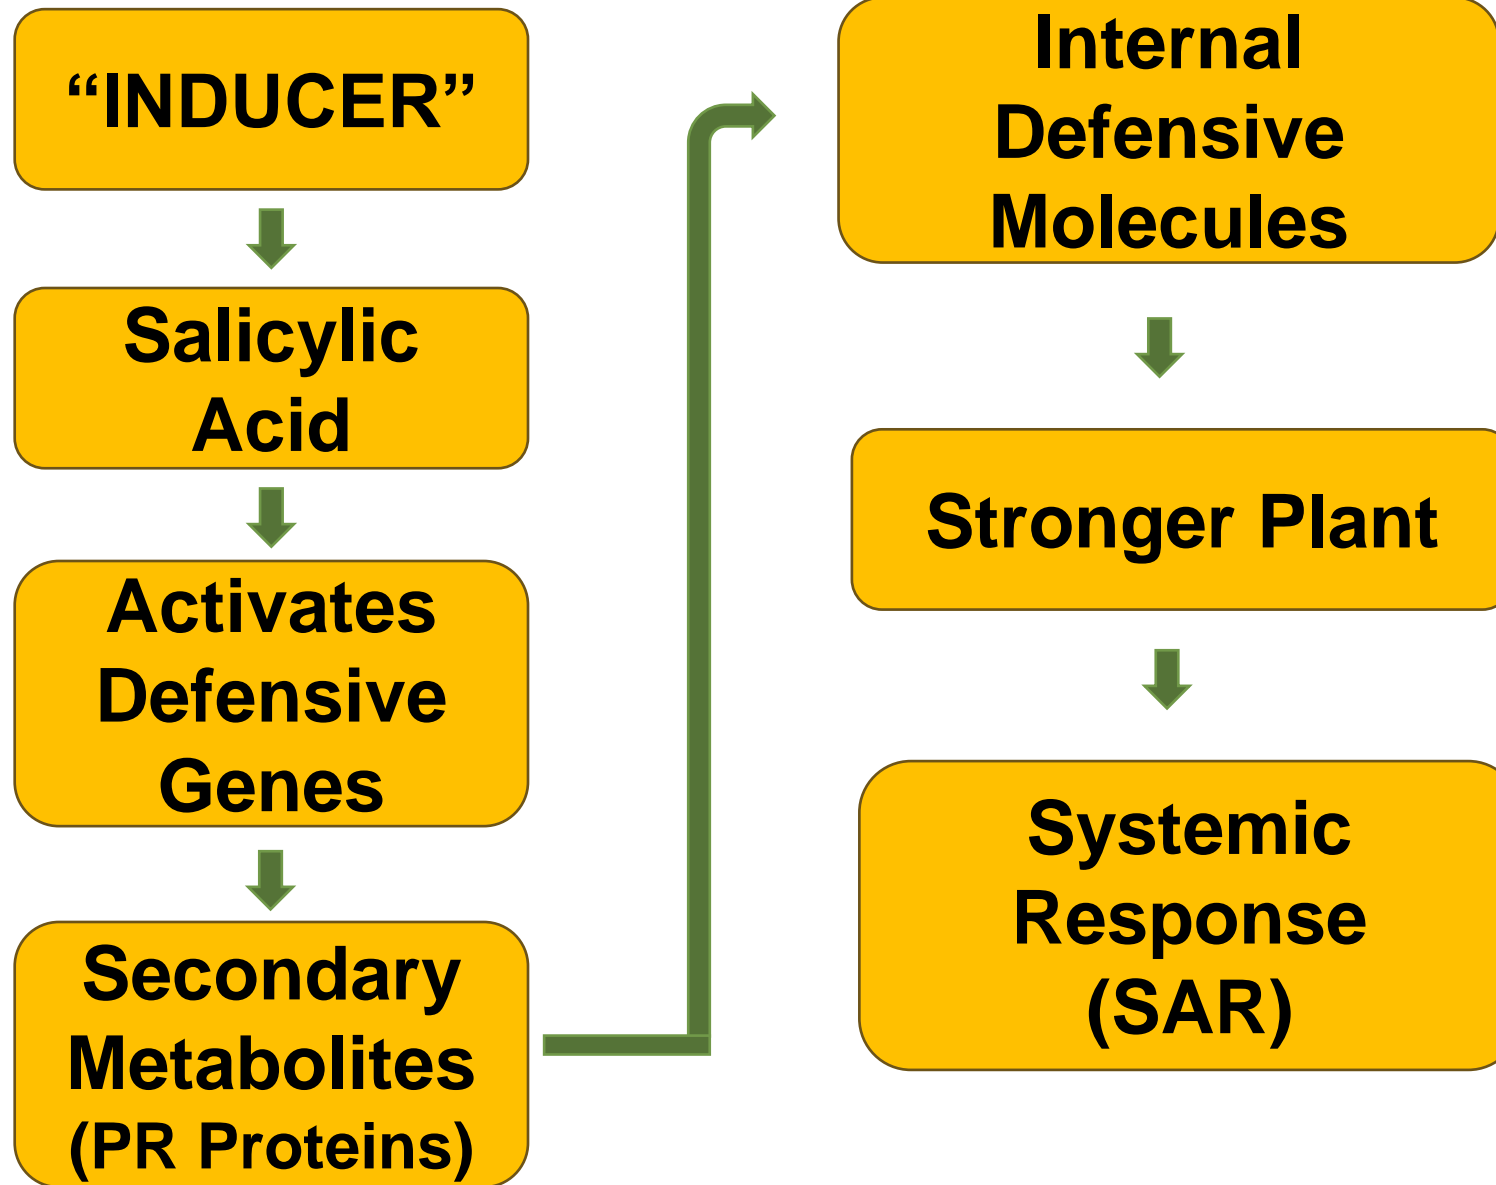 “INDUCER”
Salicylic
Acid
Activates
Defensive
Genes
Secondary
Metabolites
(PR Proteins)
Internal
Defensive
Molecules
Stronger Plant
Systemic
Response
(SAR)